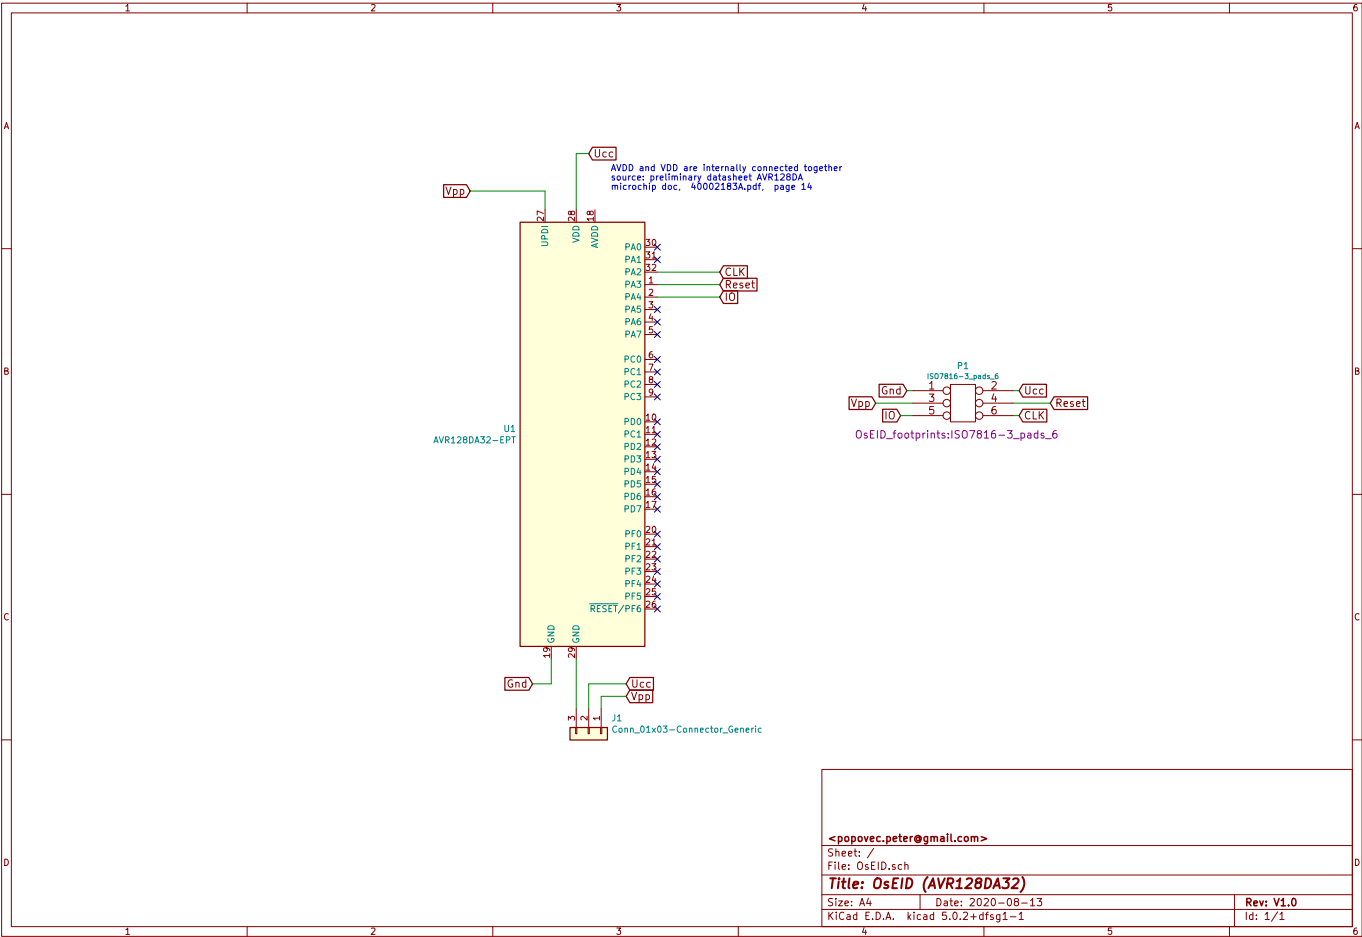 1 2 3 4 5 6
A A
B B
C C
D D
1 2 3 4 5 6
Ucc
AVDD and VDD are internally connected together
source: preliminary datasheet AVR128DA
microchip doc, 40002183A.pdf, page 14
Vpp
27 28 18
UPDI VDD AVDD
PA0 30
PA1 31
PA2 32 CLK
PA3 1 Reset
PA4 2 IO
PA5 3
PA6 4
PA7 5
PC0 6
PC1 7
PC2 8
PC3 9
PD0 10
PC1 11
PD2 12
PD3 13
PD4 14
PD5 15
PD6 16
PD7 17
PF0 20
PF1 21
PF2 22
PF3 23
PF4 24
PF5 25
RESET/PF6 26
U1
AVR128DA32-EPT
GND GND
19 29
Gnd
Ucc
Vpp
3 2 1
J1
Conn_01x03-Connector_Generic
P1
ISO7816-3_pads_6
Gnd 1 2 Ucc
Vpp 3 4 Reset
IO 5 6 CLK
OsEID_footprints:ISO7816-3_pads_6
<popovec.peter@gmail.com>
Sheet: /
File: OsEID.sch
Title: OsEID (AVR128DA32)
Size: A4 Date: 2020-08-13 Rev: V1.0
KiCad E.D.A. kicad 5.0.2+dfsg1-1 Id: 1/1